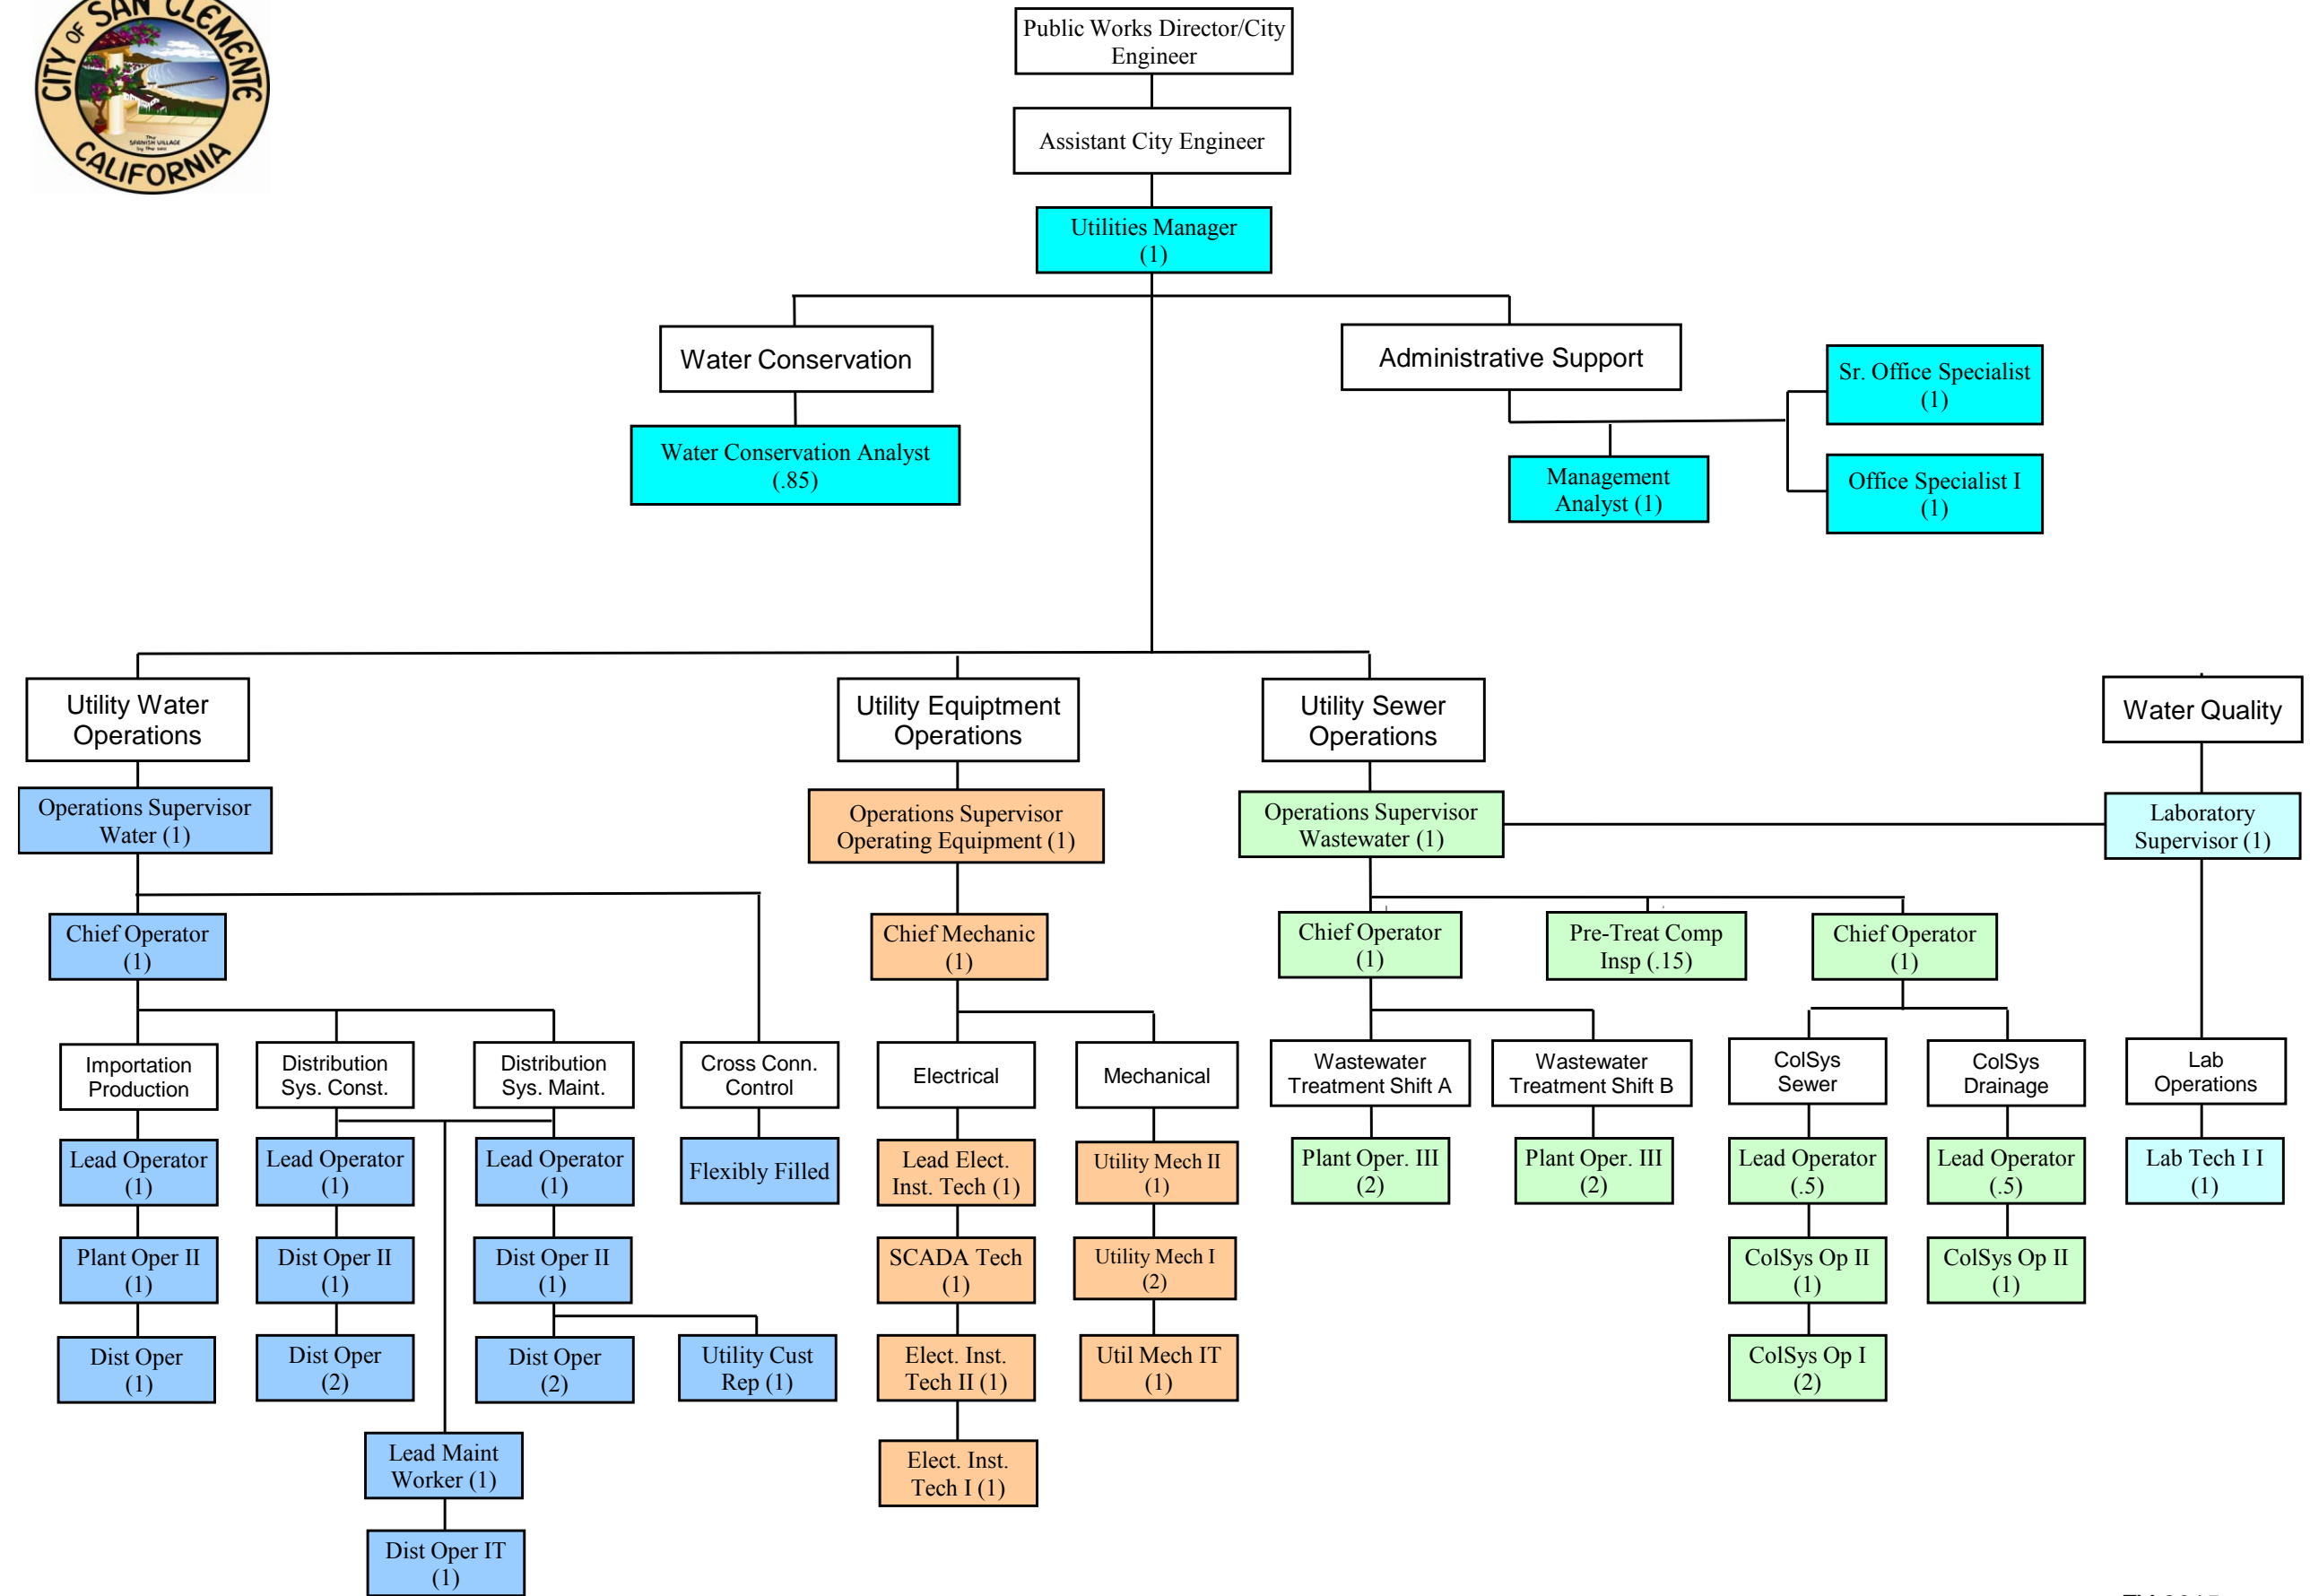 CITY OF SAN CLEMENTE
The
SPANISH VILLAGE
by the sea
CALIFORNIA
Public Works Director/City
Engineer
Assistant City Engineer
Utilities Manager
(1)
Water Conservation
Administrative Support
Sr. Office Specialist
(1)
Water Conservation Analyst
(.85)
Management
Analyst (1)
Office Specialist I
(1)
Utility Water
Operations
Utility Equiptment
Operations
Utility Sewer
Operations
Water Quality
Operations Supervisor
Water (1)
Operations Supervisor
Operating Equipment (1)
Operations Supervisor
Wastewater (1)
Laboratory
Supervisor (1)
Chief Operator
(1)
Chief Mechanic
(1)
Chief Operator
(1)
Pre-Treat Comp
Insp (.15)
Chief Operator
(1)
Importation
Production
Distribution
Sys. Const.
Distribution
Sys. Maint.
Cross Conn.
Control
Electrical
Mechanical
Wastewater
Treatment Shift A
Wastewater
Treatment Shift B
ColSys
Sewer
ColSys
Drainage
Lab
Operations
Lead Operator
(1)
Lead Operator
(1)
Lead Operator
(1)
Flexibly Filled
Lead Elect.
Inst. Tech (1)
Utility Mech II
(1)
Plant Oper. III
(2)
Plant Oper. III
(2)
Lead Operator
(.5)
Lead Operator
(.5)
Lab Tech I I
(1)
Plant Oper II
(1)
Dist Oper II
(1)
Dist Oper II
(1)
SCADA Tech
(1)
Utility Mech I
(2)
ColSys Op II
(1)
ColSys Op II
(1)
Dist Oper
(1)
Dist Oper
(2)
Dist Oper
(2)
Utility Cust
Rep (1)
Elect. Inst.
Tech II (1)
Util Mech IT
(1)
ColSys Op I
(2)
Lead Maint
Worker (1)
Elect. Inst.
Tech I (1)
Dist Oper IT
(1)